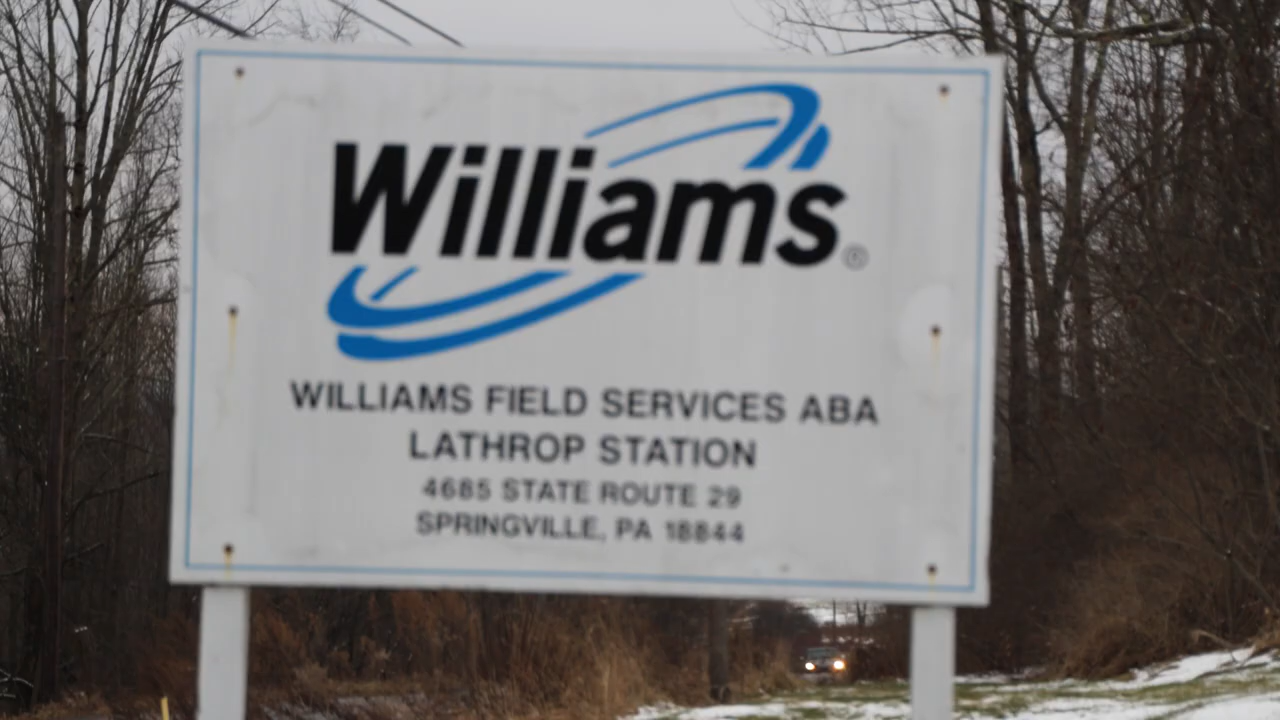 Williams®
WILLIAMS FIELD SERVICES ABA
LATHROP STATION
4685 STATE ROUTE 29
SPRINGVILLE, PA 18844